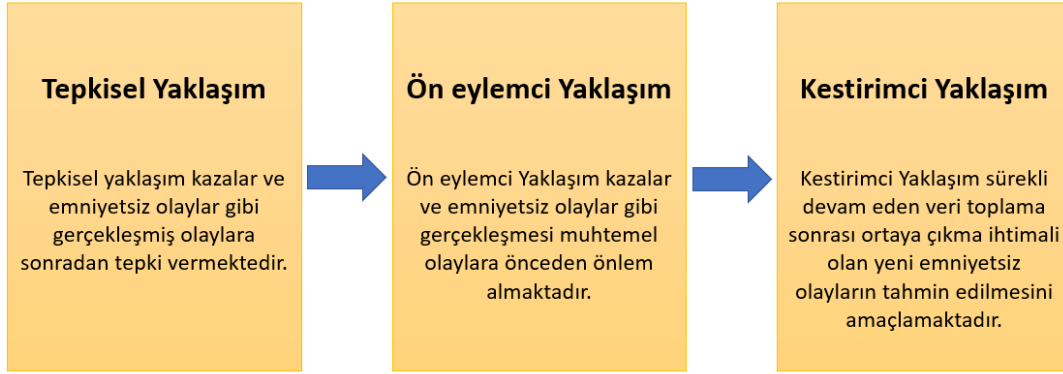 Tepkisel Yaklaşım
Tepkisel yaklaşım kazalar ve
emniyetsiz olaylar gibi
gerçekleşmiş olaylara
sonradan tepki vermektedir.
Ön eylemci Yaklaşım
Ön eylemci Yaklaşım kazalar
ve emniyetsiz olaylar gibi
gerçekleşmesi muhtemel
olaylara önceden önlem
almaktadır.
Kestirimci Yaklaşım
Kestirimci Yaklaşım sürekli
devam eden veri toplama
sonrası ortaya çıkma ihtimali
olan yeni emniyetsiz
olayların tahmin edilmesini
amaçlamaktadır.